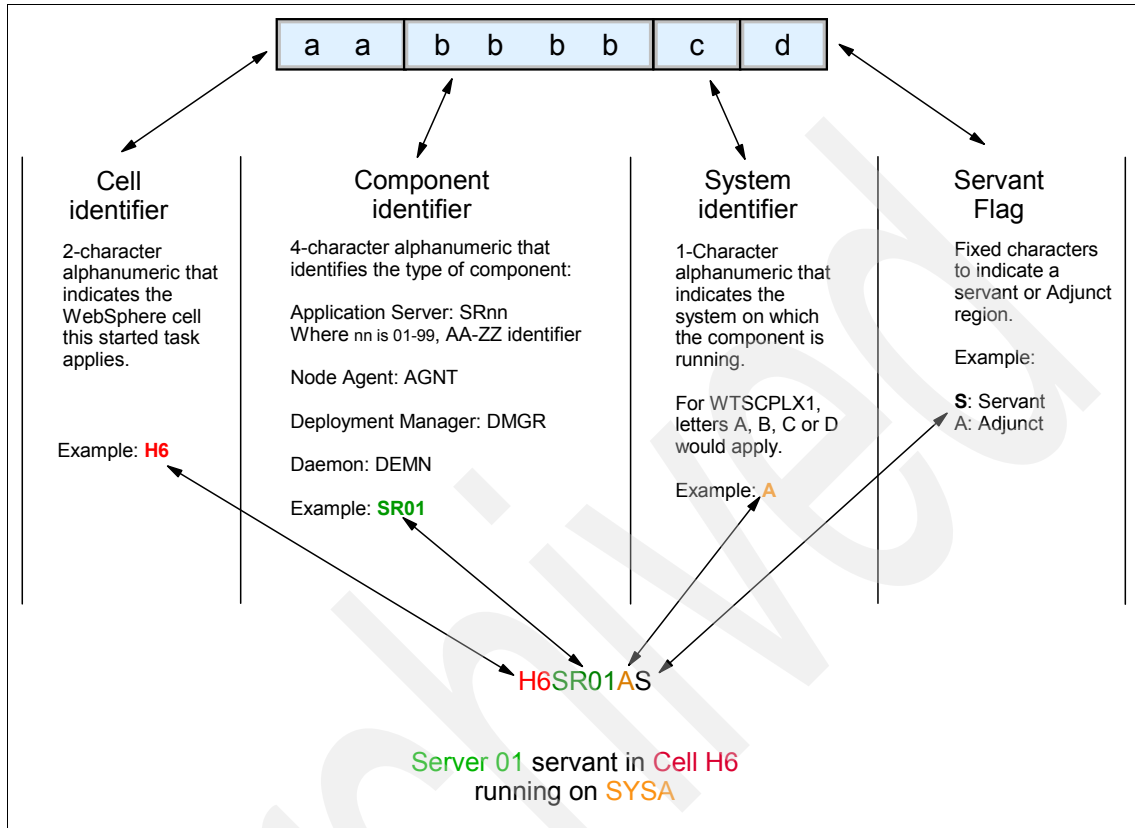 a a b b b b c d
Cell
identifier
2-character
alphanumeric that
indicates the
WebSphere cell
this started task
applies.
Example: H6
Component
identifier
4-character alphanumeric that
identifies the type of component:
Application Server: SRnn
Where nn is 01-99, AA-ZZ identifier
Node Agent: AGNT
Deployment Manager: DMGR
Daemon: DEMN
Example: SR01
System
identifier
1-Character
alphanumeric that
indicates the
system on which
the component is
running.
For WTSCPLX1,
letters A, B, C or D
would apply.
Example: A
Servant
Flag
Fixed characters
to indicate a
servant or Adjunct
region.
Example:
S: Servant
A: Adjunct
H6SR01AS
Server 01 servant in Cell H6
running on SYSA